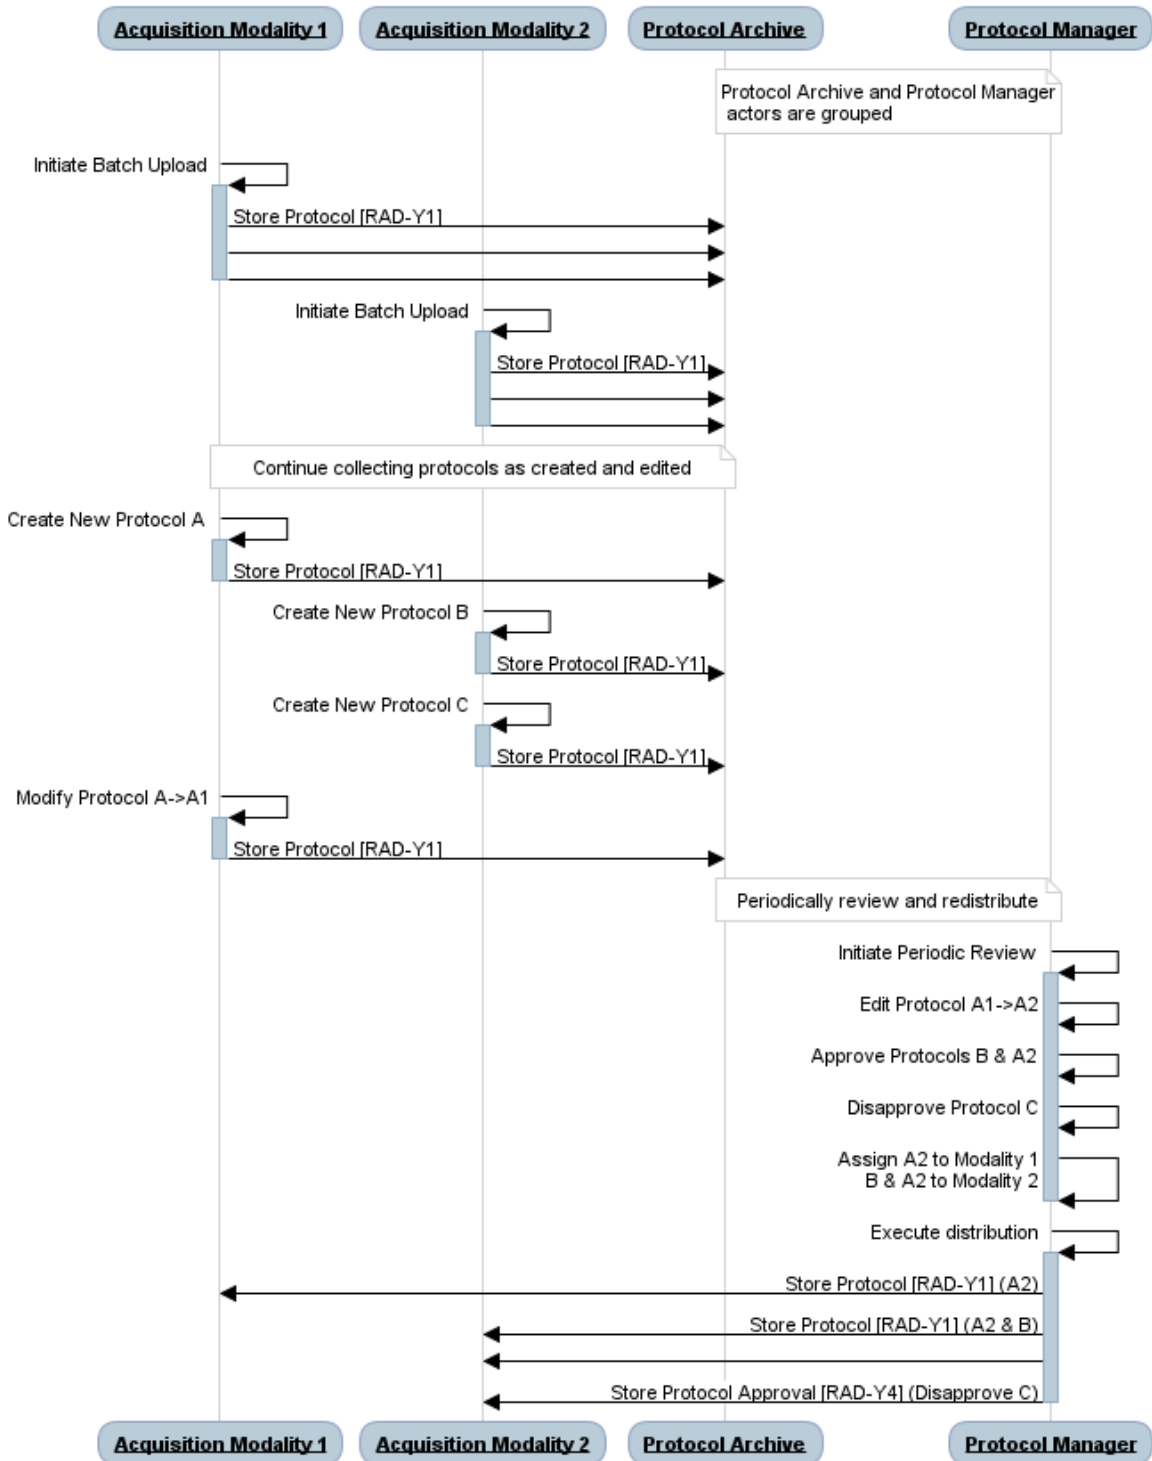 Acquisition Modality 1
Acquisition Modality 2
Protocol Archive
Protocol Manager
Protocol Archive and Protocol Manager
actors are grouped
Initiate Batch Upload
Store Protocol [RAD-Y1]
Initiate Batch Upload
Store Protocol [RAD-Y1]
Continue collecting protocols as created and edited
Create New Protocol A
Store Protocol [RAD-Y1]
Create New Protocol B
Store Protocol [RAD-Y1]
Create New Protocol C
Store Protocol [RAD-Y1]
Modify Protocol A->A1
Store Protocol [RAD-Y1]
Periodically review and redistribute
Initiate Periodic Review
Edit Protocol A1->A2
Approve Protocols B & A2
Disapprove Protocol C
Assign A2 to Modality 1
B & A2 to Modality 2
Execute distribution
Store Protocol [RAD-Y1] (A2)
Store Protocol [RAD-Y1] (A2 & B)
Store Protocol Approval [RAD-Y4] (Disapprove C)
Acquisition Modality 1
Acquisition Modality 2
Protocol Archive
Protocol Manager